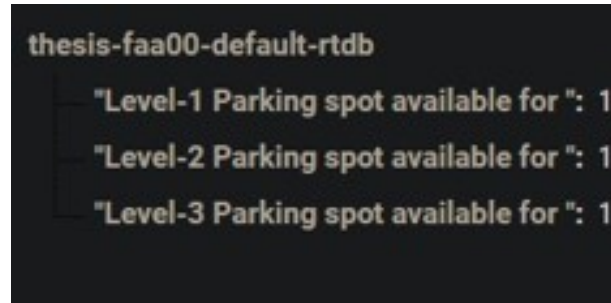 thesis-faa00-default-rtdb
"Level-1 Parking spot available for ": 1
"Level-2 Parking spot available for ": 1
"Level-3 Parking spot available for ": 1